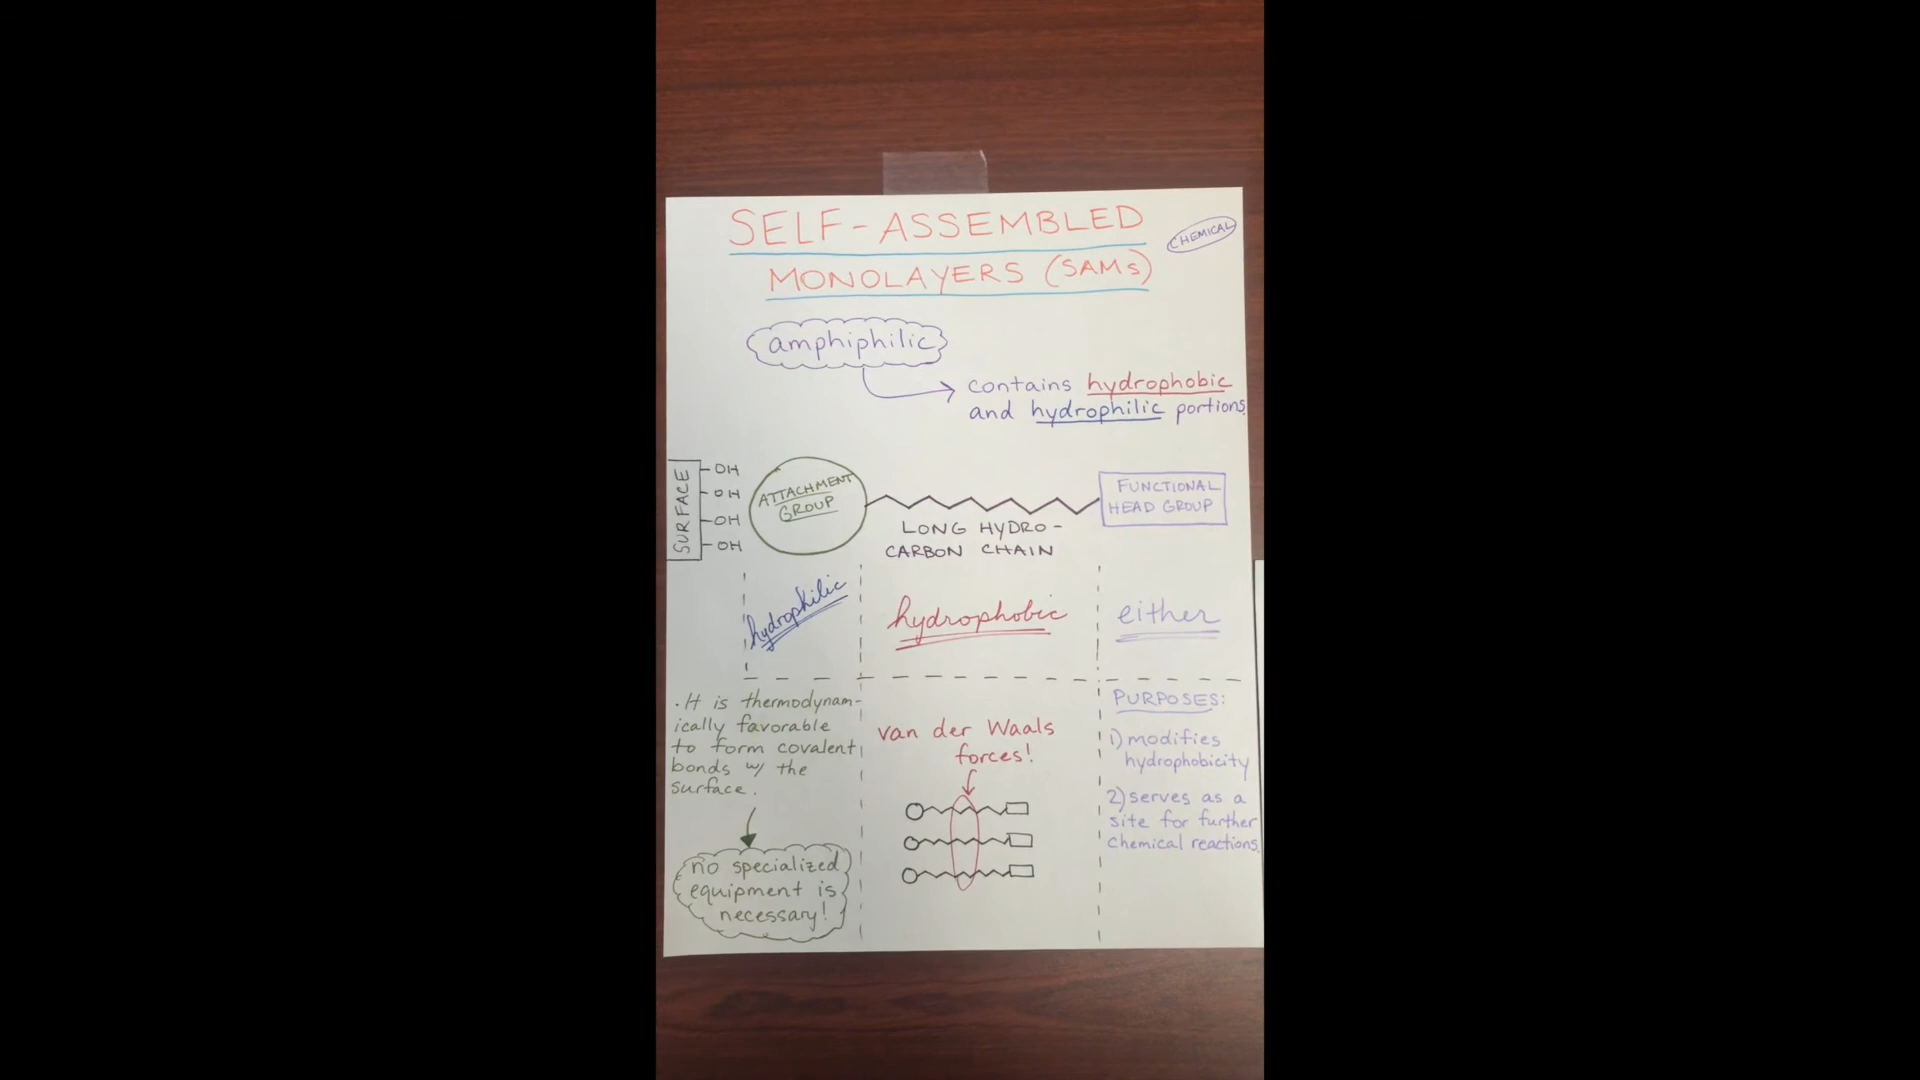 SELF-ASSEMBLED
MONOLAYERS (SAMs)
CHEMICAL
amphiphilic
contains hydrophobic
and hydrophilic portions.
SURFACE
-OH
-OH
-OH
-OH
ATTACHMENT
GROUP
LONG HYDRO-
CARBON CHAIN
FUNCTIONAL
HEAD GROUP
hydrophilic
hydrophobic
either
· It is thermodynam-
ically favorable
to form covalent
bonds w/ the
surface.
no specialized
equipment is
necessary!
van der Waals
forces!
PURPOSES:
1) modifies
hydrophobicity
2) serves as a
site for further
chemical reactions.